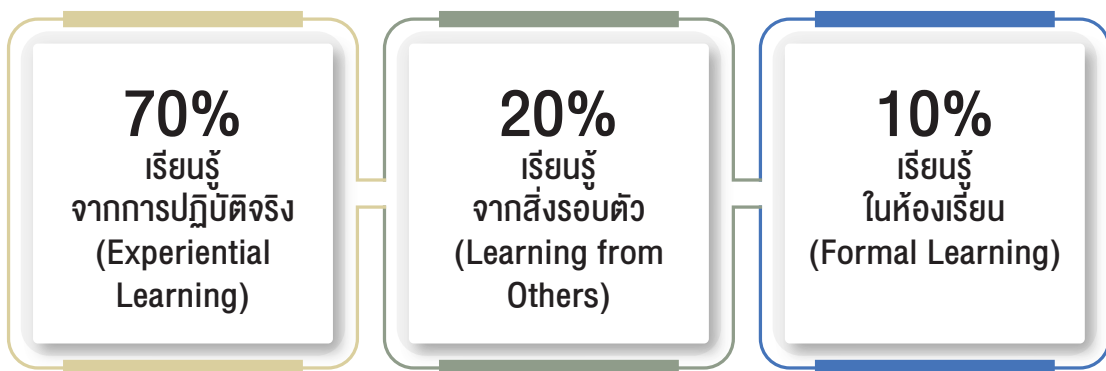 70%
เรียนรู้
จากการปฏิบัติจริง
(Experiential
Learning)
20%
เรียนรู้
จากสิ่งรอบตัว
(Learning from
Others)
10%
เรียนรู้
ในห้องเรียน
(Formal Learning)